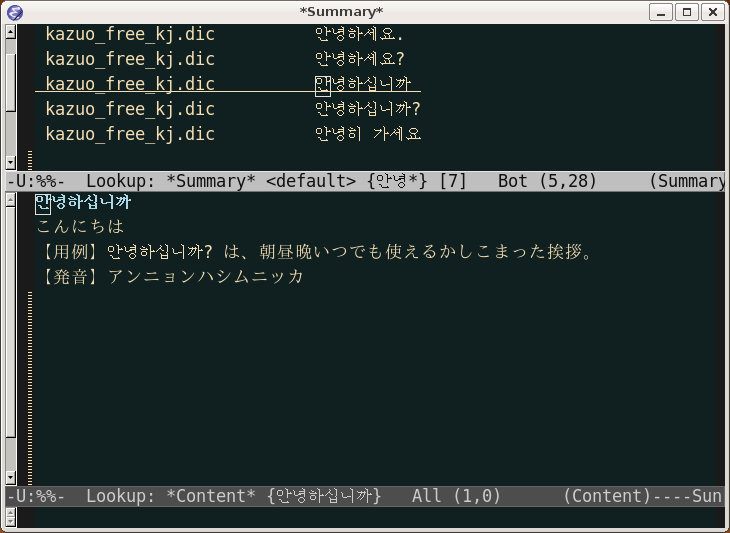 *Summary*
kazuo_free_kj.dic 안녕하세요.
kazuo_free_kj.dic 안녕하세요?
kazuo_free_kj.dic 안녕하십니까
kazuo_free_kj.dic 안녕하십니까?
kazuo_free_kj.dic 안녕히 가세요
-U:%%- Lookup: *Summary* <default> {안녕*} [7] Bot (5,28) (Summary
안녕하십니까
こんにちは
【用例】안녕하십니까? は、朝昼晩いつでも使えるかしこまった挨拶。
【発音】アンニョンハシムニッカ
-U:%%- Lookup: *Content* {안녕하십니까} All (1,0) (Content)----Sun